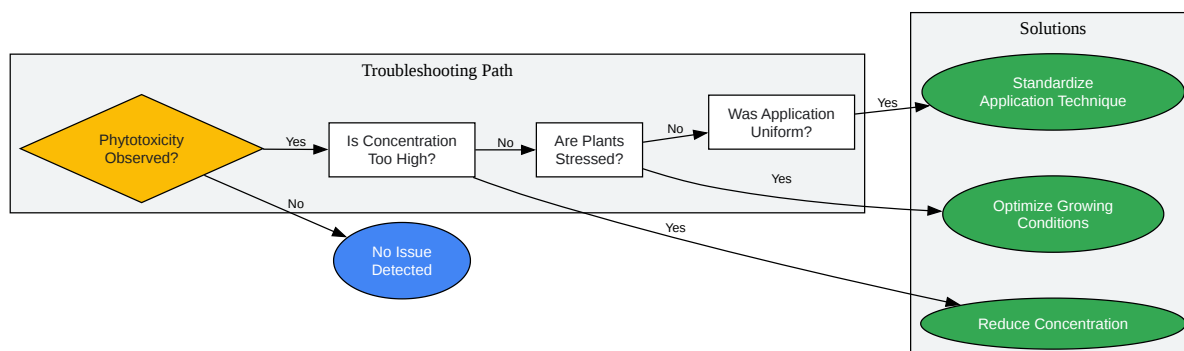 Solutions
Troubleshooting Path
Standardize
Application Technique
Yes
Was Application
Uniform?
No
Phytotoxicity
Observed?
Yes
Is Concentration
Too High?
No
Are Plants
Stressed?
Yes
No
Optimize Growing
Conditions
Yes
No Issue
Detected
Reduce Concentration